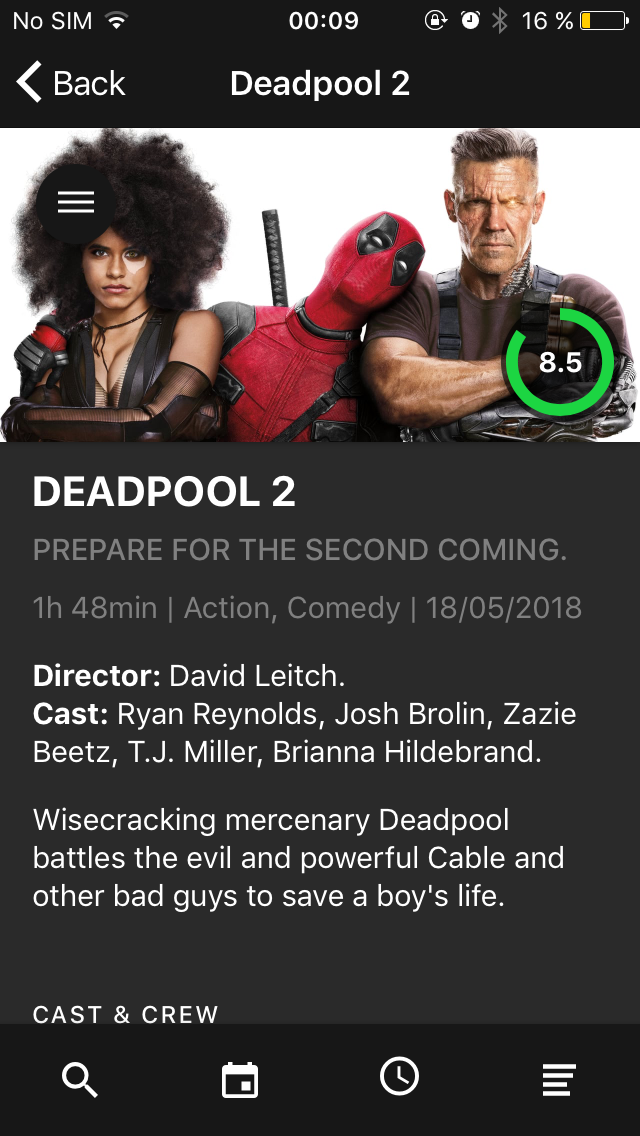 No SIM 00:09 16 %
Back Deadpool 2
8.5
DEADPOOL 2
PREPARE FOR THE SECOND COMING.
1h 48min | Action, Comedy | 18/05/2018
Director: David Leitch.
Cast: Ryan Reynolds, Josh Brolin, Zazie
Beetz, T.J. Miller, Brianna Hildebrand.
Wisecracking mercenary Deadpool
battles the evil and powerful Cable and
other bad guys to save a boy's life.
CAST & CREW